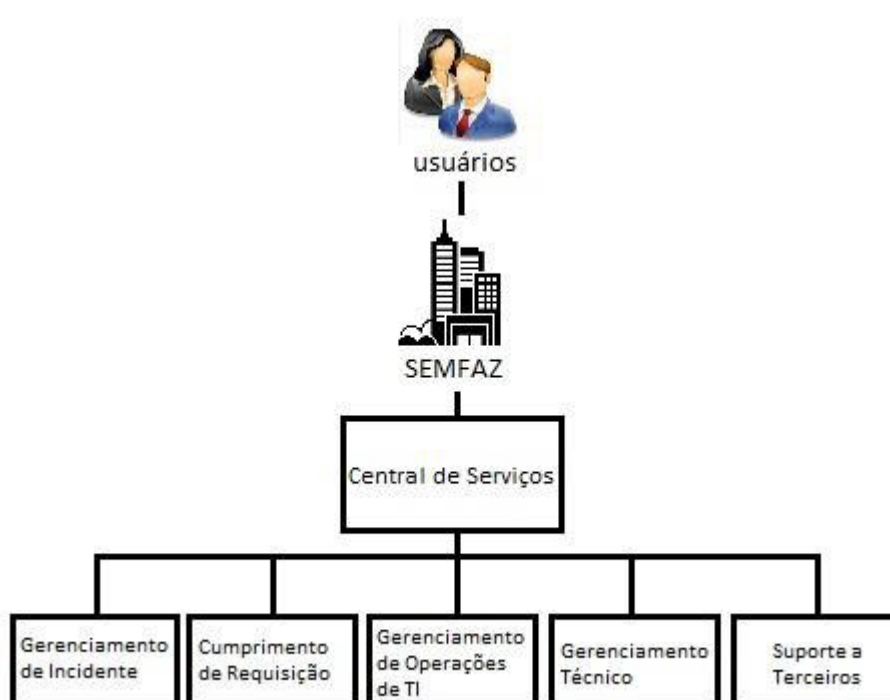 usuários
SEMFAZ
Central de Serviços
Gerenciamento
de Incidente
Cumprimento
de Requisição
Gerenciamento
de Operações
de TI
Gerenciamento
Técnico
Suporte a
Terceiros